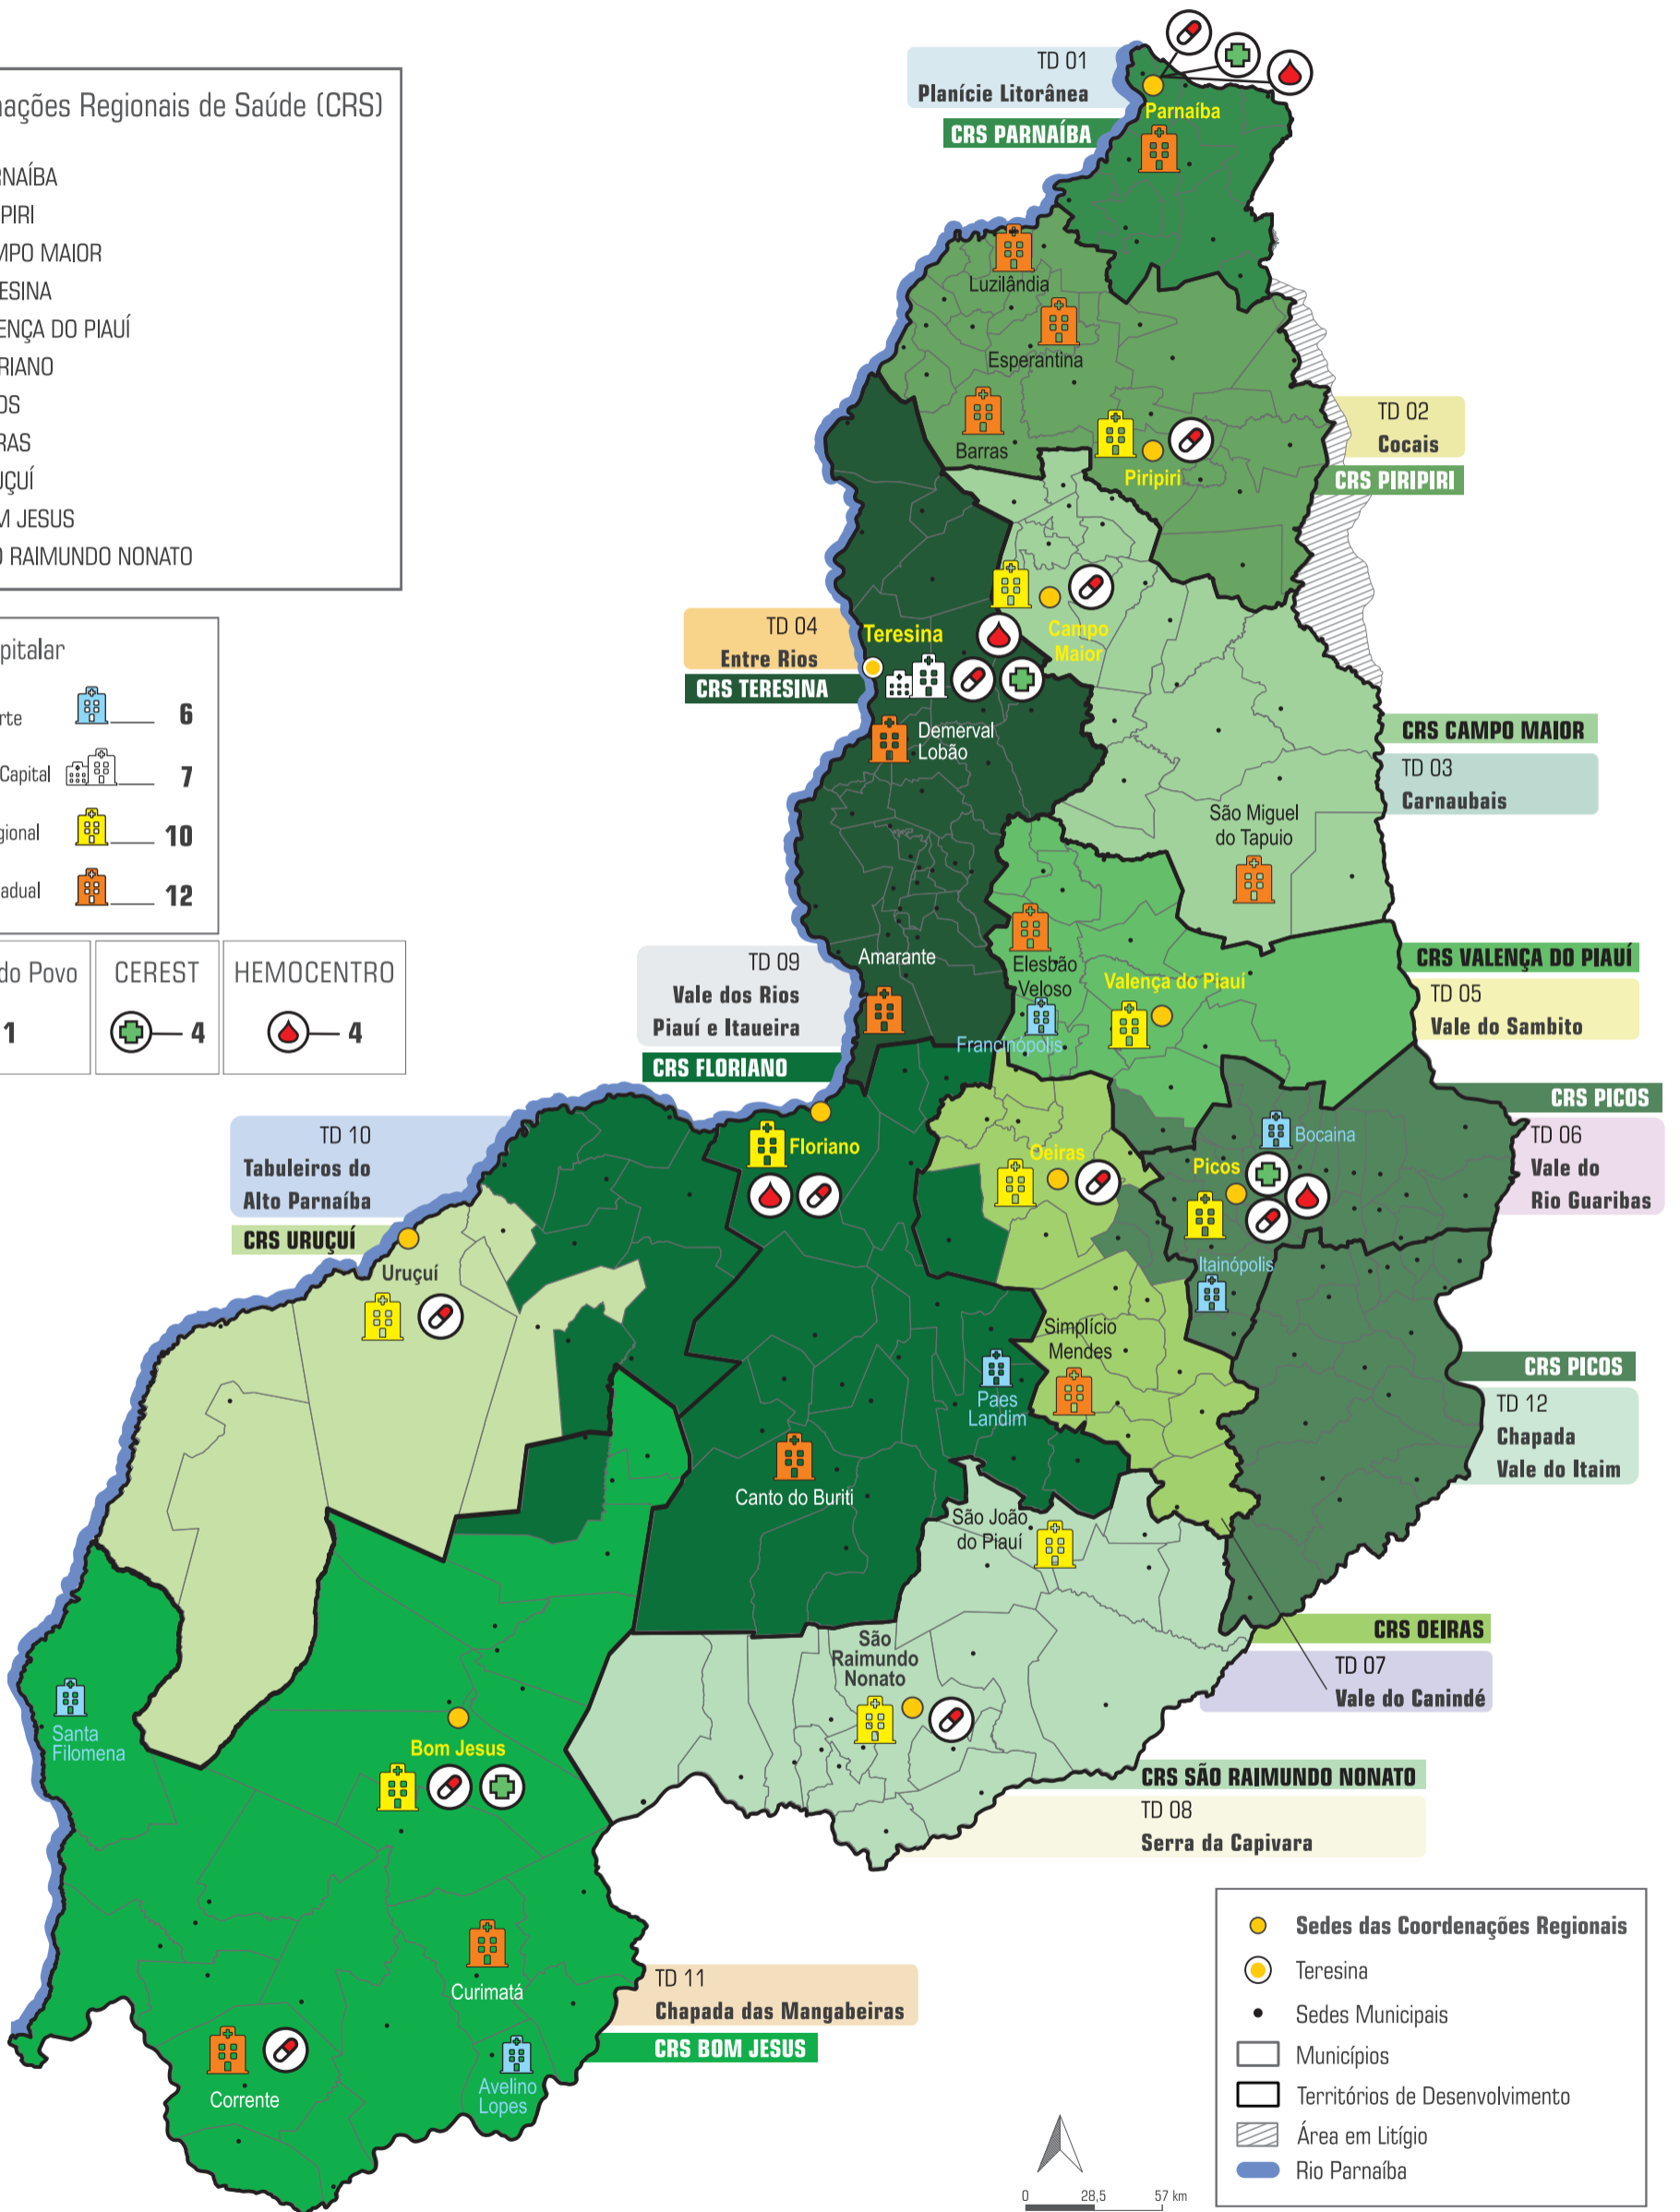 ações Regionais de Saúde (CRS)
RNAÍBA
PIRI
MPO MAIOR
ESINA
ENÇA DO PIAUÍ
RIANO
OS
RAS
UÇUÍ
M JESUS
O RAIMUNDO NONATO
pitalar
rte 6
Capital 7
gional 10
adual 12
do Povo
1
CEREST
4
HEMOCENTRO
4
TD 01
Planície Litorânea
CRS PARNAÍBA
Parnaíba
Luzilândia
Esperantina
Barras
Piripiri
TD 02
Cocais
CRS PIRIPIRI
TD 04
Entre Rios
CRS TERESINA
Teresina
Campo
Maior
Demerval
Lobão
CRS CAMPO MAIOR
TD 03
Carnaubais
São Miguel
do Tapuio
TD 09
Vale dos Rios
Piauí e Itaueira
CRS FLORIANO
Amarante
Elesbão
Veloso
Francinópolis
Valença do Piauí
CRS VALENÇA DO PIAUÍ
TD 05
Vale do Sambito
CRS PICOS
TD 06
Vale do
Rio Guaribas
TD 10
Tabuleiros do
Alto Parnaíba
CRS URUÇUÍ
Uruçuí
Floriano
Oeiras
Bocaina
Picos
Itainópolis
Simplício
Mendes
Paes
Landim
CRS PICOS
TD 12
Chapada
Vale do Itaim
Canto do Buriti
São João
do Piauí
CRS OEIRAS
TD 07
Vale do Canindé
São
Raimundo
Nonato
Santa
Filomena
Bom Jesus
CRS SÃO RAIMUNDO NONATO
TD 08
Serra da Capivara
Curimatá
TD 11
Chapada das Mangabeiras
CRS BOM JESUS
Corrente
Avelino
Lopes
Sedes das Coordenações Regionais
Teresina
Sedes Municipais
Municípios
Territórios de Desenvolvimento
Área em Litígio
Rio Parnaíba
0 28,5 57 km